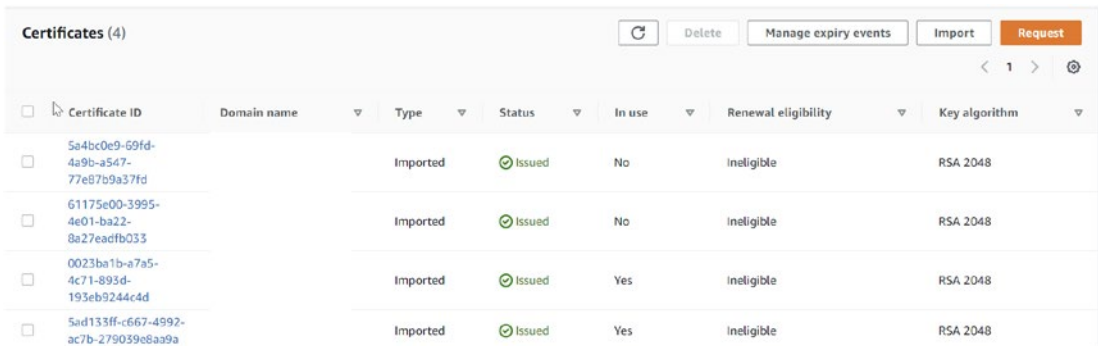 Certificates (4)
Delete
Manage expiry events
Import
Request
1
Certificate ID
Domain name
Type
Status
In use
Renewal eligibility
Key algorithm
5a4bc0e9-69fd-
4a9b-a547-
77e87b9a37fd
Imported
Issued
No
Ineligible
RSA 2048
61175e00-3995-
4e01-ba22-
8a27eadfb033
Imported
Issued
No
Ineligible
RSA 2048
0023ba1b-a7a5-
4c71-893d-
193eb9244c4d
Imported
Issued
Yes
Ineligible
RSA 2048
5ad133ff-c667-4992-
ac7b-279039e8aa9a
Imported
Issued
Yes
Ineligible
RSA 2048